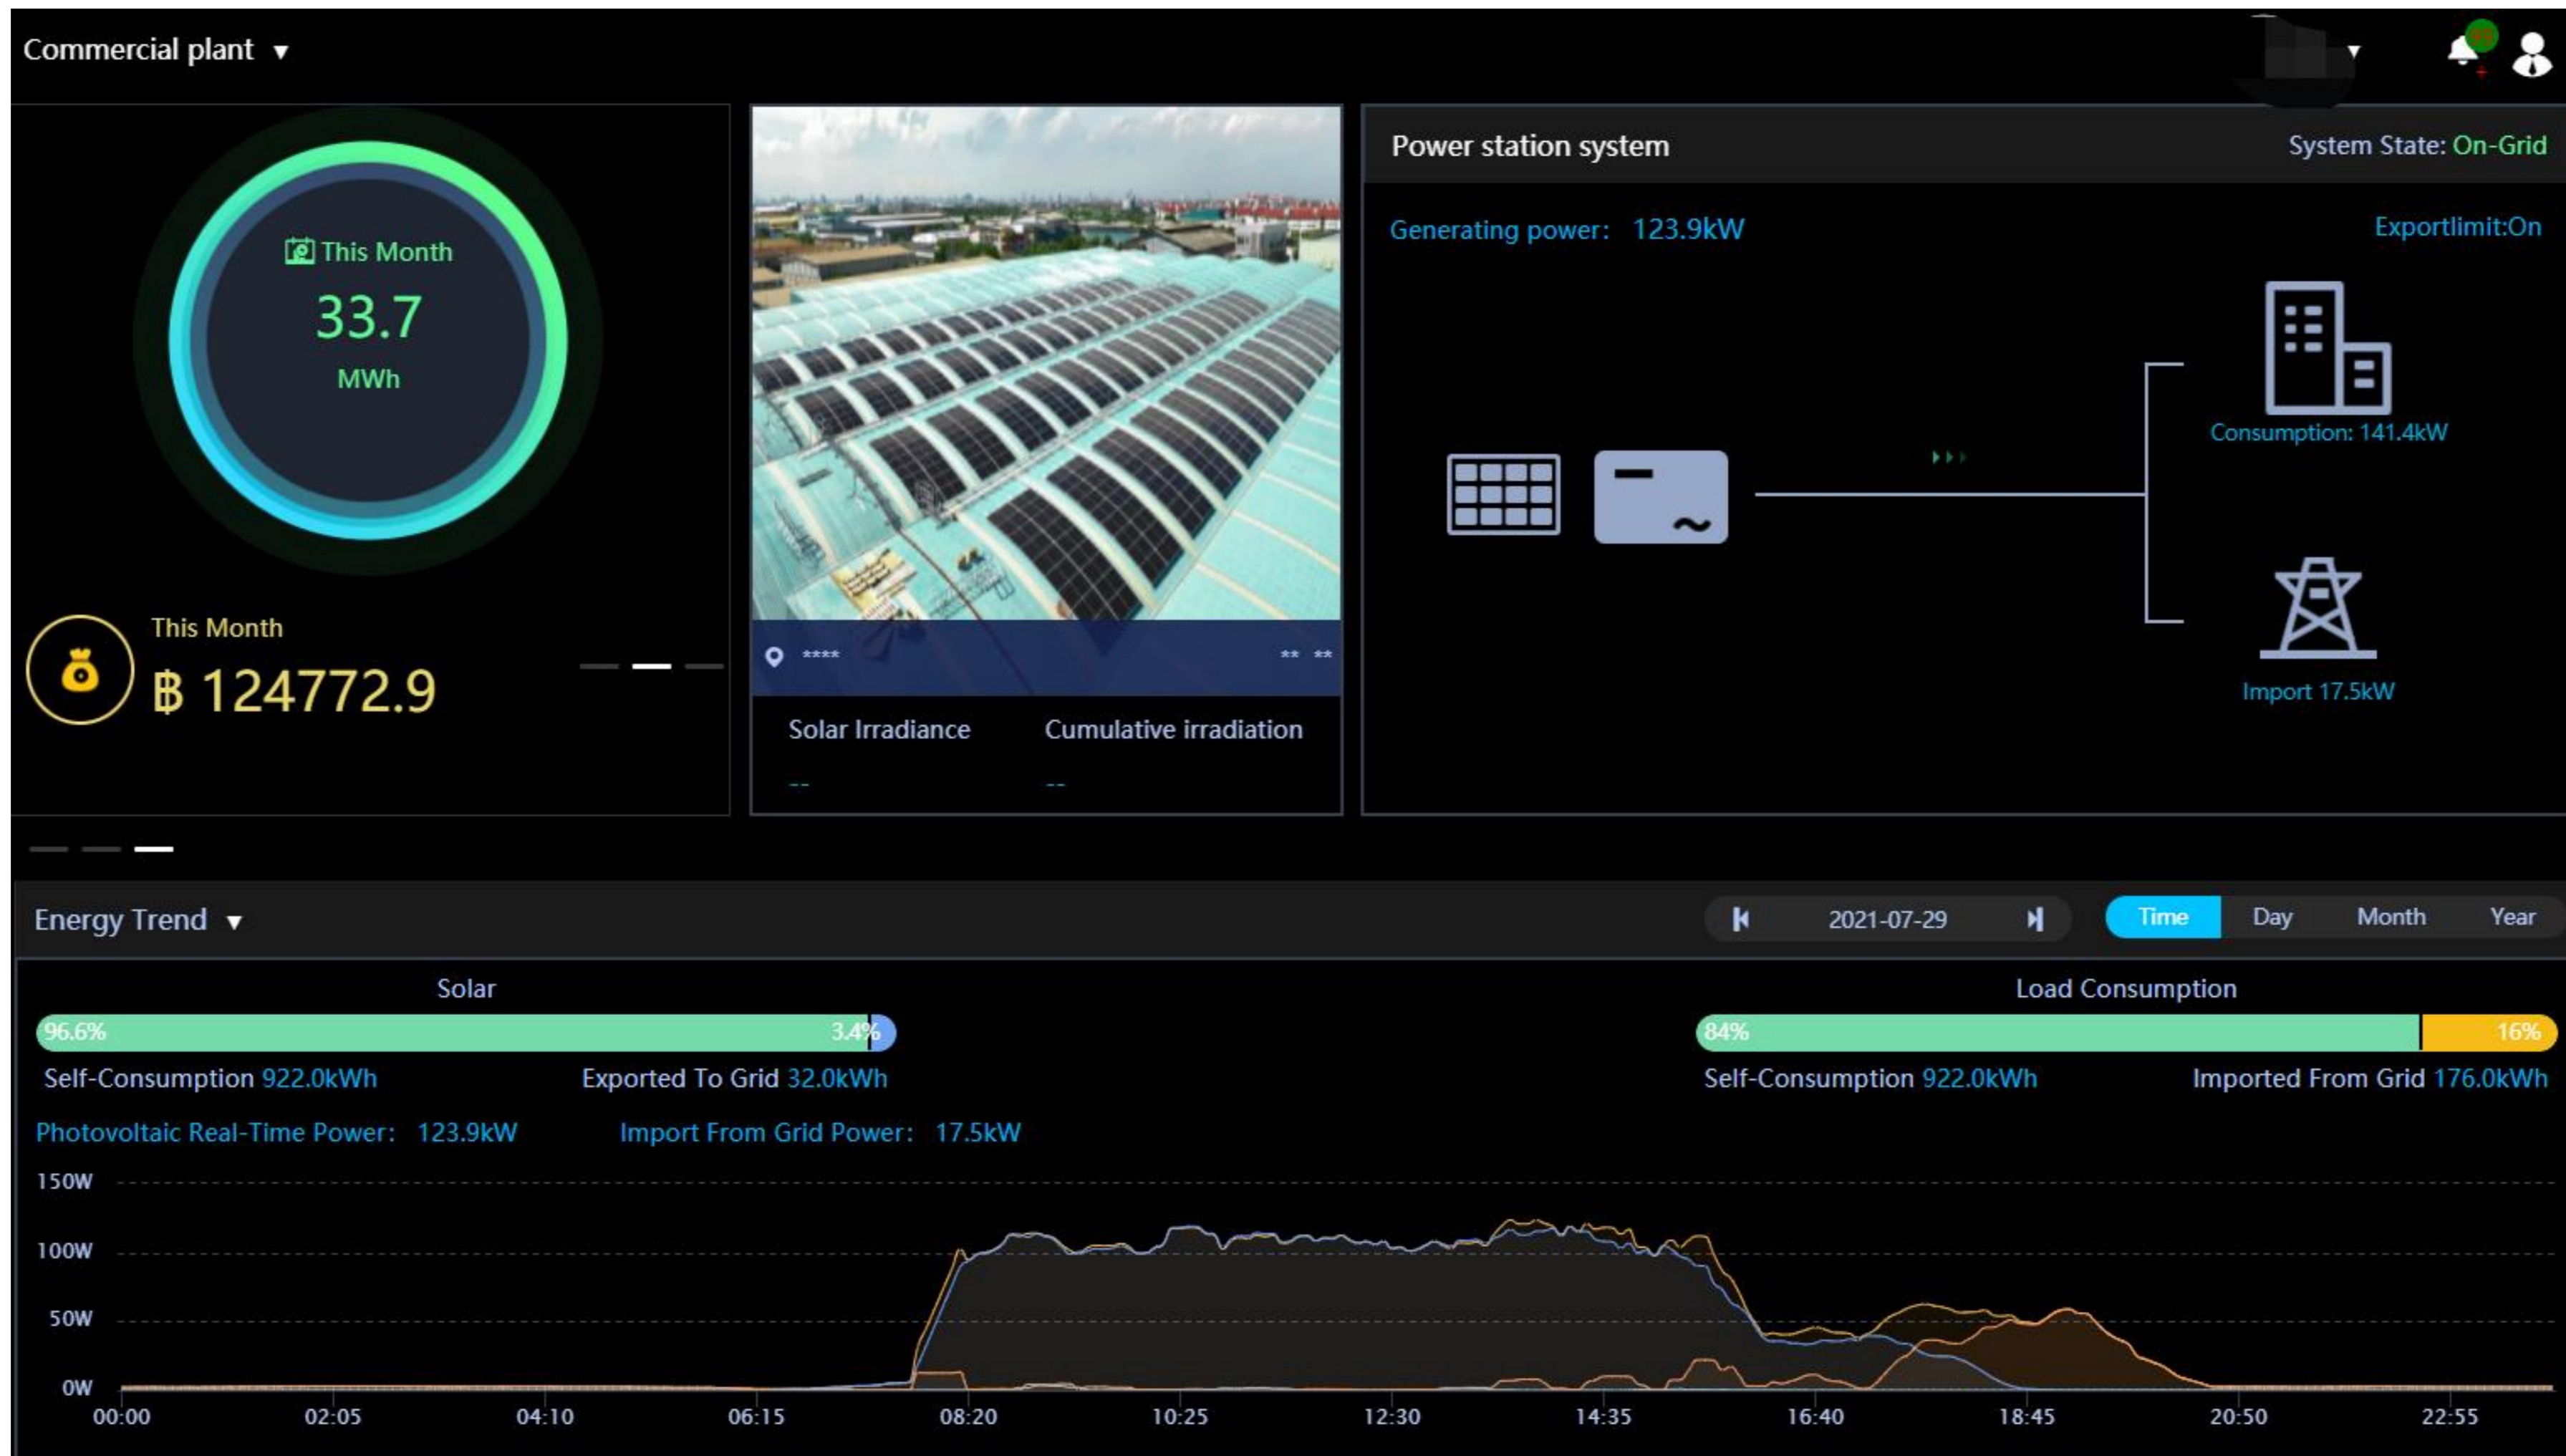 Commercial plant
This Month
33.7
MWh
This Month
฿ 124772.9
**** ** **
Solar Irradiance Cumulative irradiation
-- --
Power station system System State: On-Grid
Generating power: 123.9kW Exportlimit:On
Consumption: 141.4kW
Import 17.5kW
Energy Trend 2021-07-29 Time Day Month Year
Solar Load Consumption
96.6% 3.4% 84% 16%
Self-Consumption 922.0kWh Exported To Grid 32.0kWh Self-Consumption 922.0kWh Imported From Grid 176.0kWh
Photovoltaic Real-Time Power: 123.9kW Import From Grid Power: 17.5kW
150W
100W
50W
0W
00:00 02:05 04:10 06:15 08:20 10:25 12:30 14:35 16:40 18:45 20:50 22:55